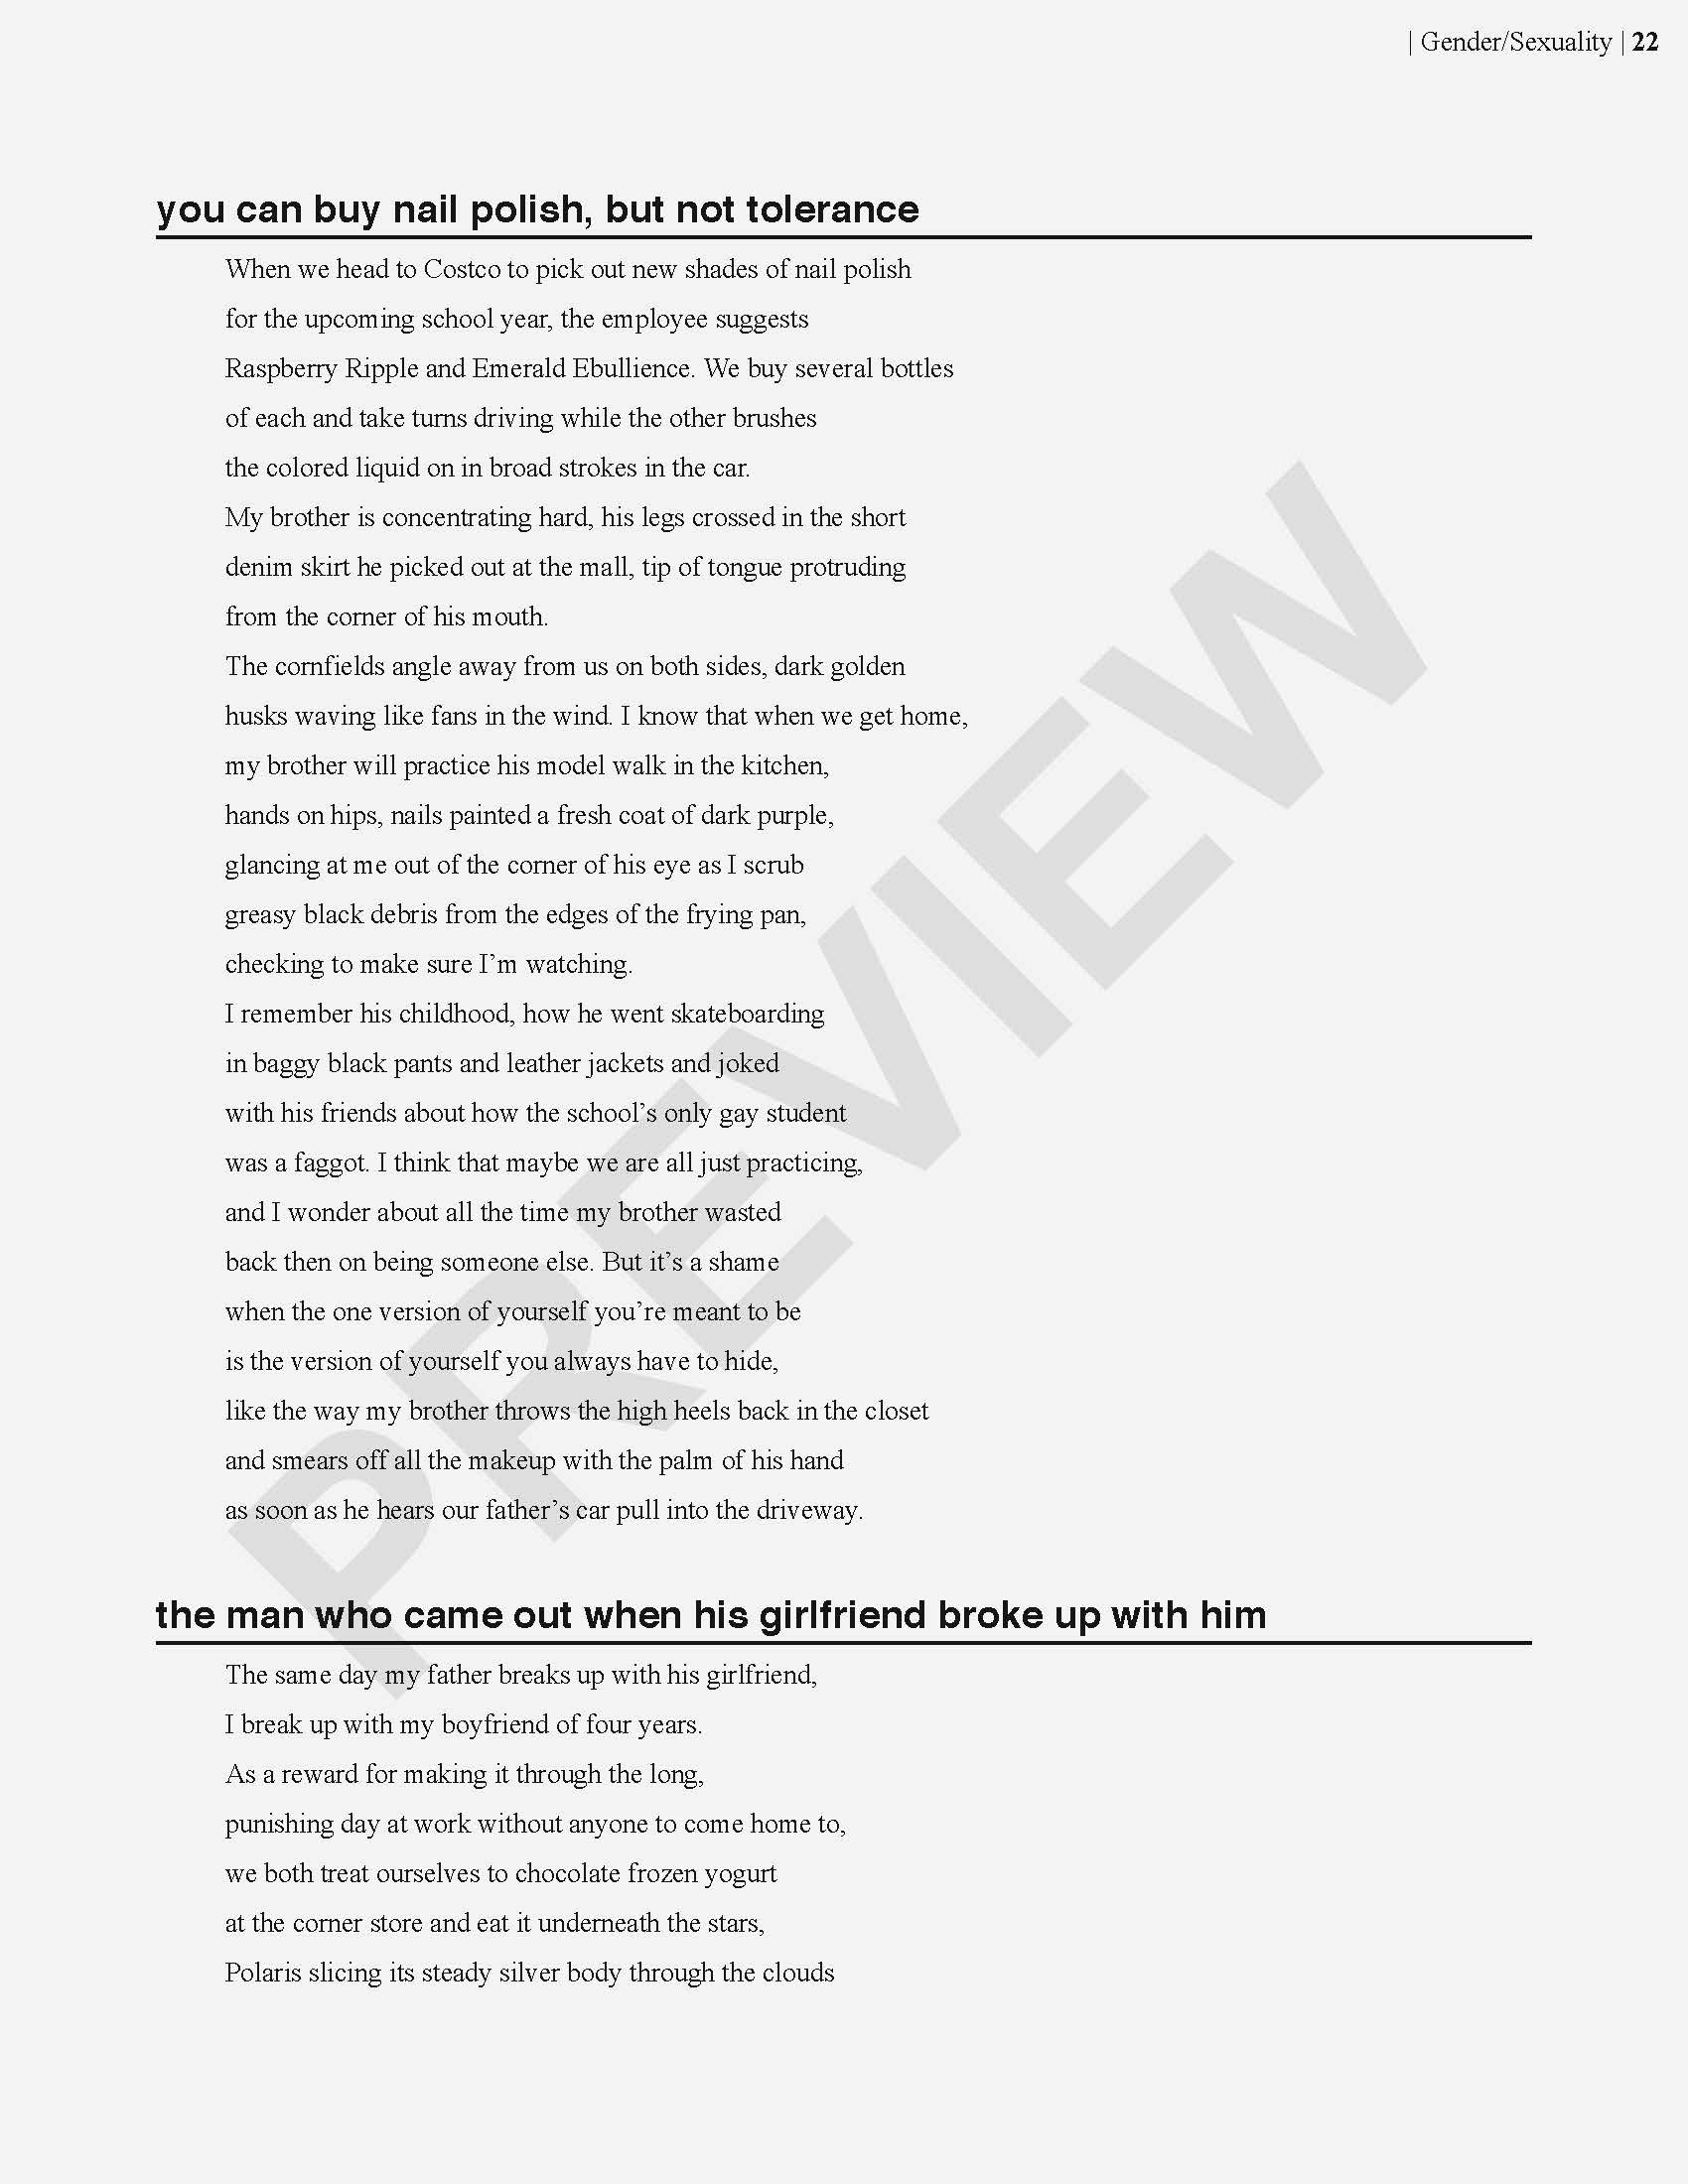 | Gender/Sexuality | 22
you can buy nail polish, but not tolerance
When we head to Costco to pick out new shades of nail polish
for the upcoming school year, the employee suggests
Raspberry Ripple and Emerald Ebullience. We buy several bottles
of each and take turns driving while the other brushes
the colored liquid on in broad strokes in the car.
My brother is concentrating hard, his legs crossed in the short
denim skirt he picked out at the mall, tip of tongue protruding
from the corner of his mouth.
The cornfields angle away from us on both sides, dark golden
husks waving like fans in the wind. I know that when we get home,
my brother will practice his model walk in the kitchen,
hands on hips, nails painted a fresh coat of dark purple,
glancing at me out of the corner of his eye as I scrub
greasy black debris from the edges of the frying pan,
checking to make sure I’m watching.
I remember his childhood, how he went skateboarding
in baggy black pants and leather jackets and joked
with his friends about how the school’s only gay student
was a faggot. I think that maybe we are all just practicing,
and I wonder about all the time my brother wasted
back then on being someone else. But it’s a shame
when the one version of yourself you’re meant to be
is the version of yourself you always have to hide,
like the way my brother throws the high heels back in the closet
and smears off all the makeup with the palm of his hand
as soon as he hears our father’s car pull into the driveway.
the man who came out when his girlfriend broke up with him
The same day my father breaks up with his girlfriend,
I break up with my boyfriend of four years.
As a reward for making it through the long,
punishing day at work without anyone to come home to,
we both treat ourselves to chocolate frozen yogurt
at the corner store and eat it underneath the stars,
Polaris slicing its steady silver body through the clouds
PREVIEW